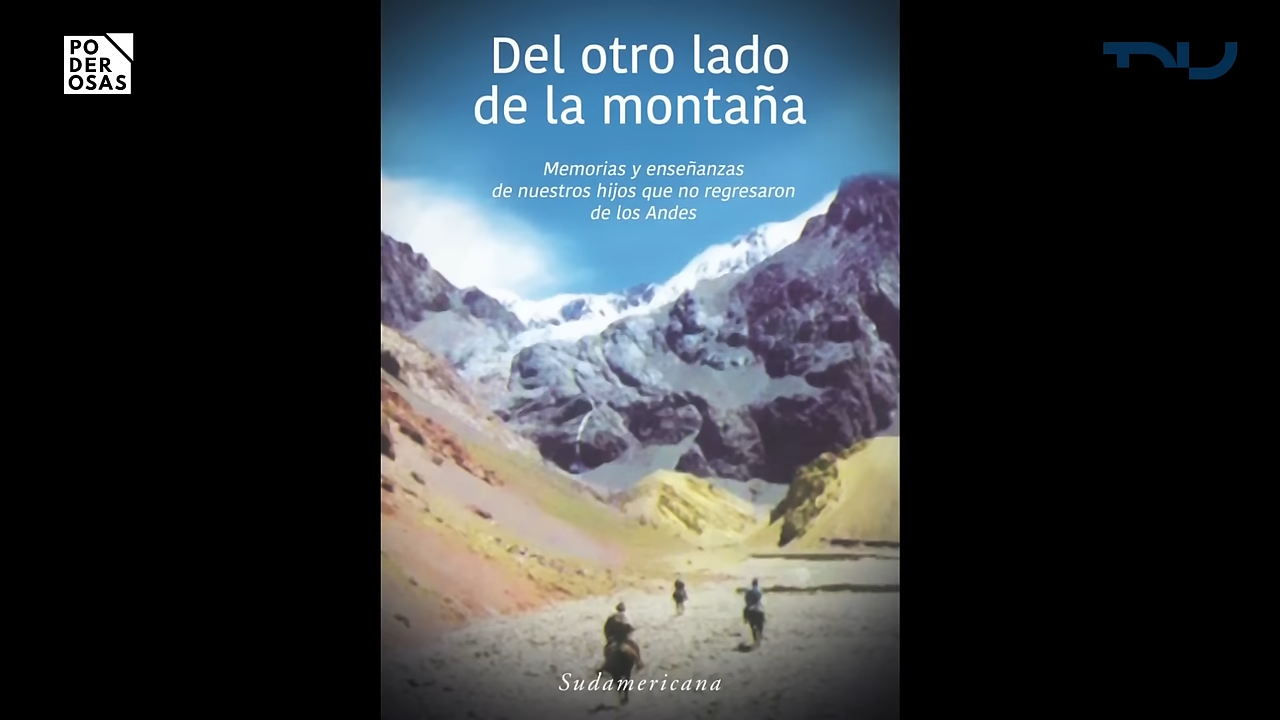 PO
DER
OSAS
TNU
Del otro lado
de la montaña
Memorias y enseñanzas
de nuestros hijos que no regresaron
de los Andes
Sudamericana